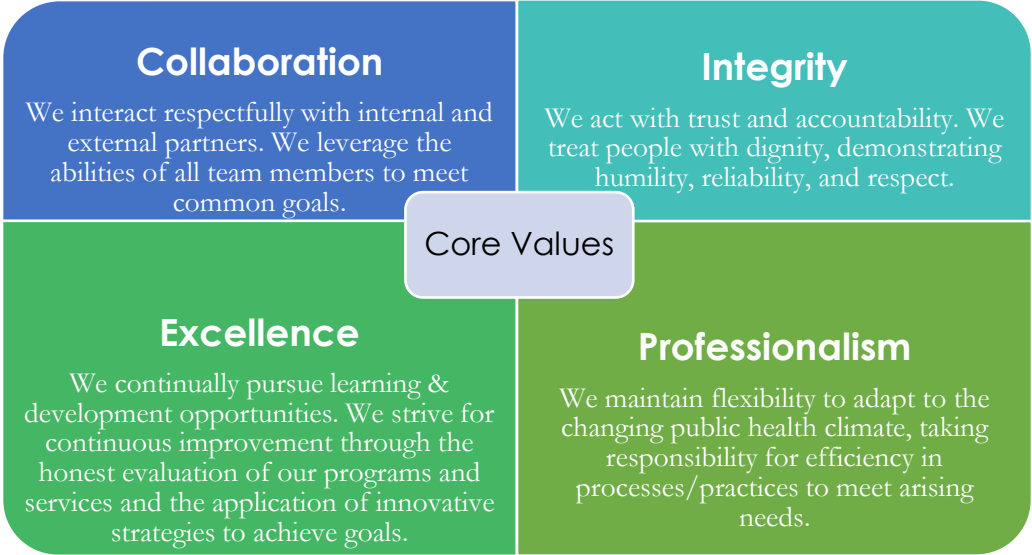 Collaboration
We interact respectfully with internal and
external partners. We leverage the
abilities of all team members to meet
common goals.
Integrity
We act with trust and accountability. We
treat people with dignity, demonstrating
humility, reliability, and respect.
Core Values
Excellence
We continually pursue learning &
development opportunities. We strive for
continuous improvement through the
honest evaluation of our programs and
services and the application of innovative
strategies to achieve goals.
Professionalism
We maintain flexibility to adapt to the
changing public health climate, taking
responsibility for efficiency in
processes/practices to meet arising
needs.